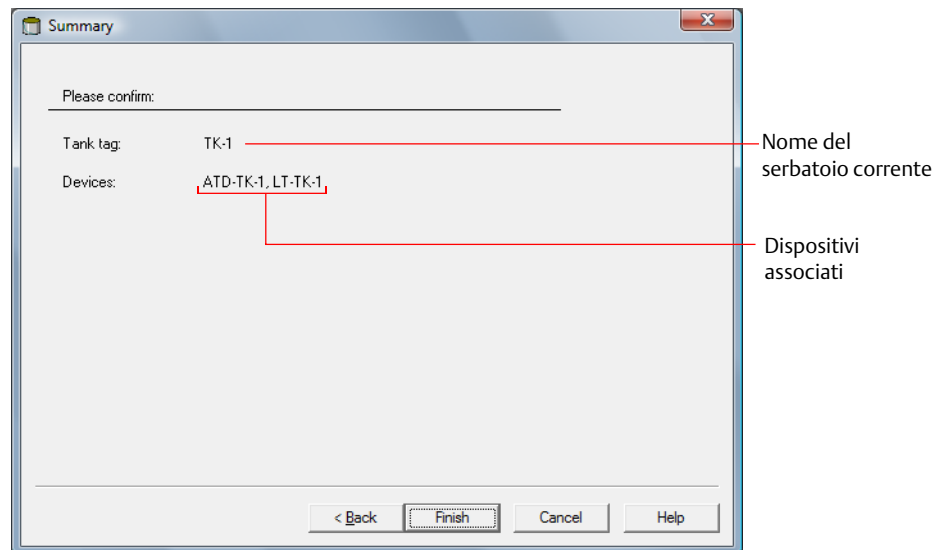 Summary
Please confirm:
Tank tag: TK-1
Nome del
serbatoio corrente
Devices: ATD-TK-1, LT-TK-1
Dispositivi
associati
< Back Finish Cancel Help